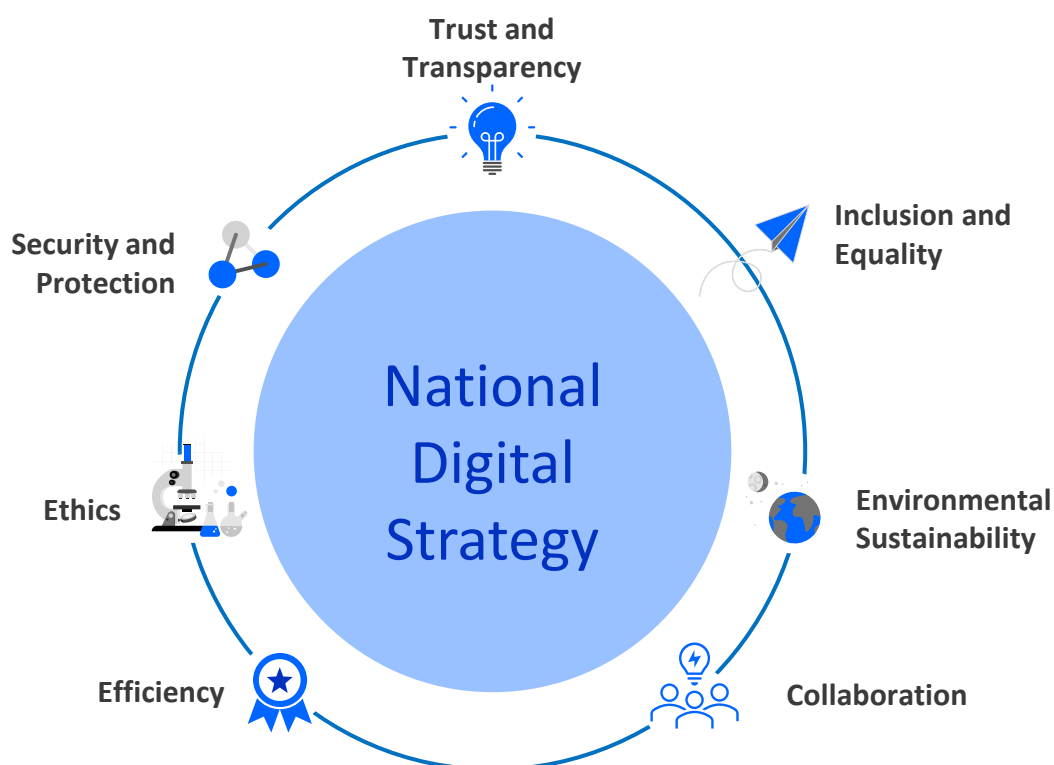 Trust and
Transparency
Inclusion and
Equality
Security and
Protection
National
Digital
Strategy
Ethics
Environmental
Sustainability
Efficiency
Collaboration